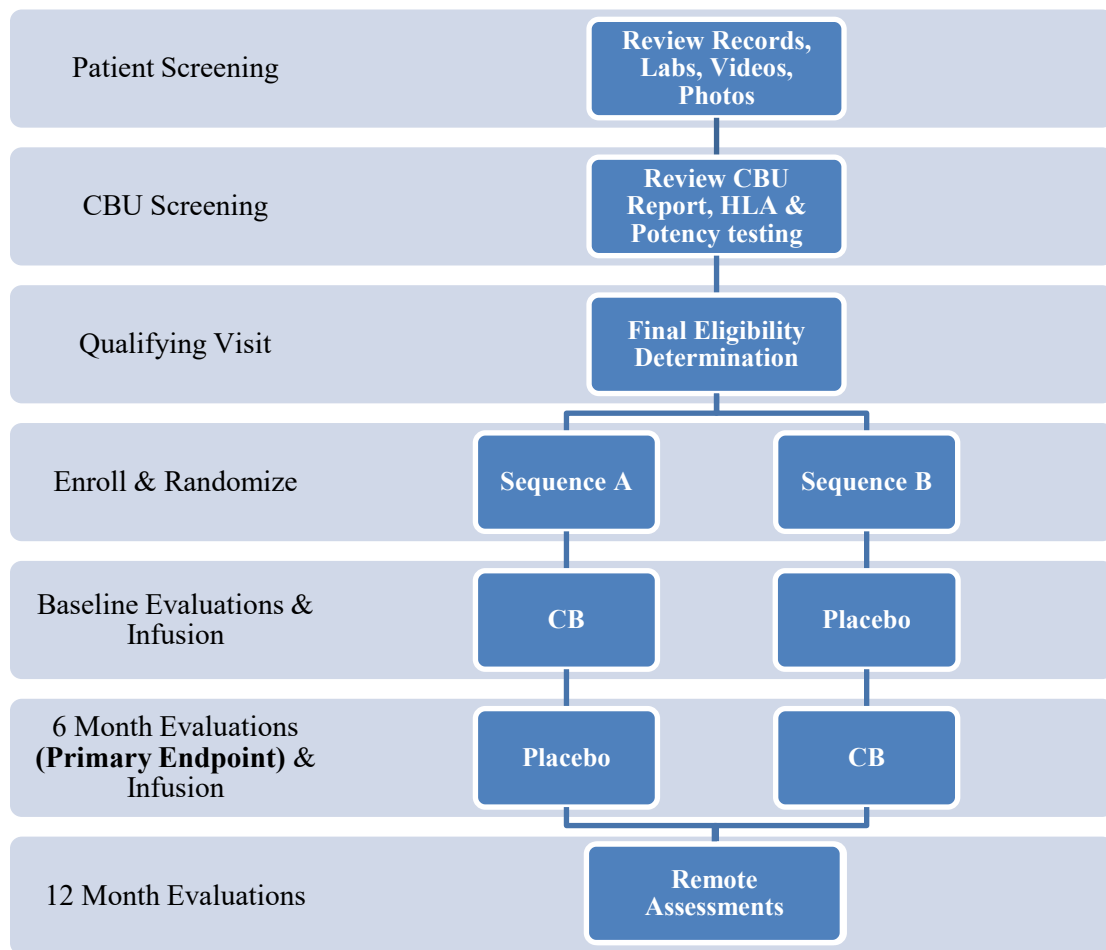 Patient Screening
Review Records,
Labs, Videos,
Photos
CBU Screening
Review CBU
Report, HLA &
Potency testing
Qualifying Visit
Final Eligibility
Determination
Enroll & Randomize
Sequence A
Sequence B
Baseline Evaluations &
Infusion
CB
Placebo
6 Month Evaluations
(Primary Endpoint) &
Infusion
Placebo
CB
12 Month Evaluations
Remote
Assessments